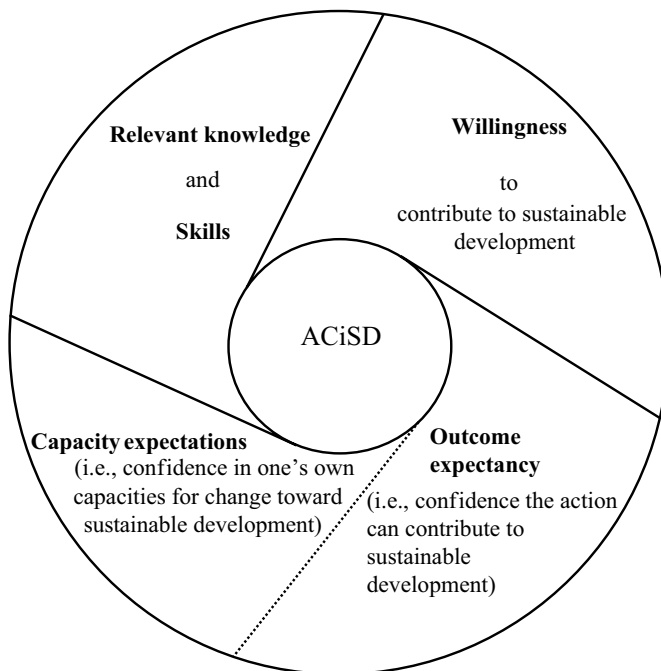 Relevant knowledge
and
Skills
Willingness
to
contribute to sustainable
development
ACiSD
Capacity expectations
(i.e., confidence in one’s own
capacities for change toward
sustainable development)
Outcome
expectancy
(i.e., confidence the action
can contribute to
sustainable
development)